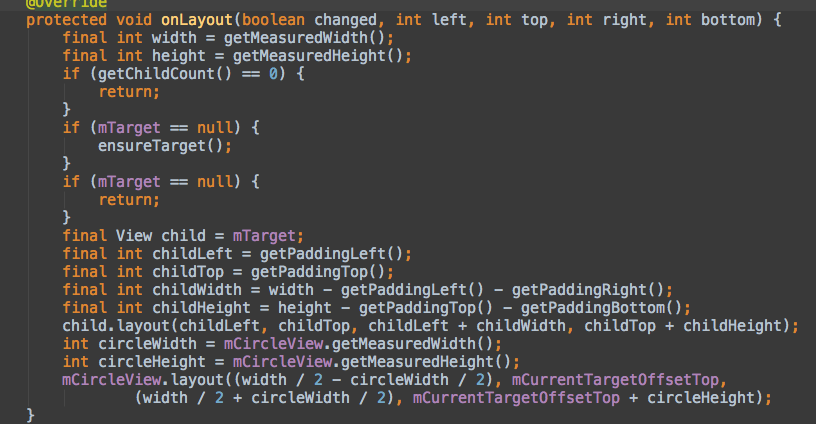 @Override
protected void onLayout(boolean changed, int left, int top, int right, int bottom) {
    final int width = getMeasuredWidth();
    final int height = getMeasuredHeight();
    if (getChildCount() == 0) {
        return;
    }
    if (mTarget == null) {
        ensureTarget();
    }
    if (mTarget == null) {
        return;
    }
    final View child = mTarget;
    final int childLeft = getPaddingLeft();
    final int childTop = getPaddingTop();
    final int childWidth = width - getPaddingLeft() - getPaddingRight();
    final int childHeight = height - getPaddingTop() - getPaddingBottom();
    child.layout(childLeft, childTop, childLeft + childWidth, childTop + childHeight);
    int circleWidth = mCircleView.getMeasuredWidth();
    int circleHeight = mCircleView.getMeasuredHeight();
    mCircleView.layout((width / 2 - circleWidth / 2), mCurrentTargetOffsetTop,
            (width / 2 + circleWidth / 2), mCurrentTargetOffsetTop + circleHeight);
}